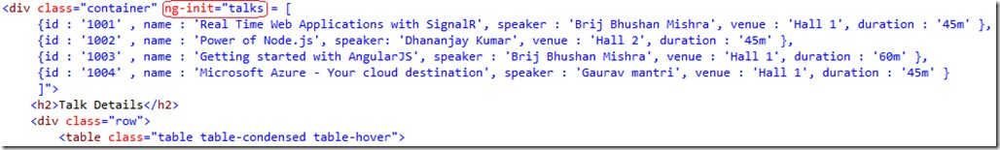 <div class="container" ng-init="talks = [
{id : '1001' , name : 'Real Time Web Applications with SignalR', speaker : 'Brij Bhushan Mishra', venue : 'Hall 1', duration : '45m' },
{id : '1002' , name : 'Power of Node.js', speaker: 'Dhananjay Kumar', venue : 'Hall 2', duration : '45m' },
{id : '1003' , name : 'Getting started with AngularJS', speaker : 'Brij Bhushan Mishra', venue : 'Hall 1', duration : '60m' },
{id : '1004' , name : 'Microsoft Azure - Your cloud destination', speaker : 'Gaurav mantri', venue : 'Hall 1', duration : '45m' }
]">
<h2>Talk Details</h2>
<div class="row">
<table class="table table-condensed table-hover">